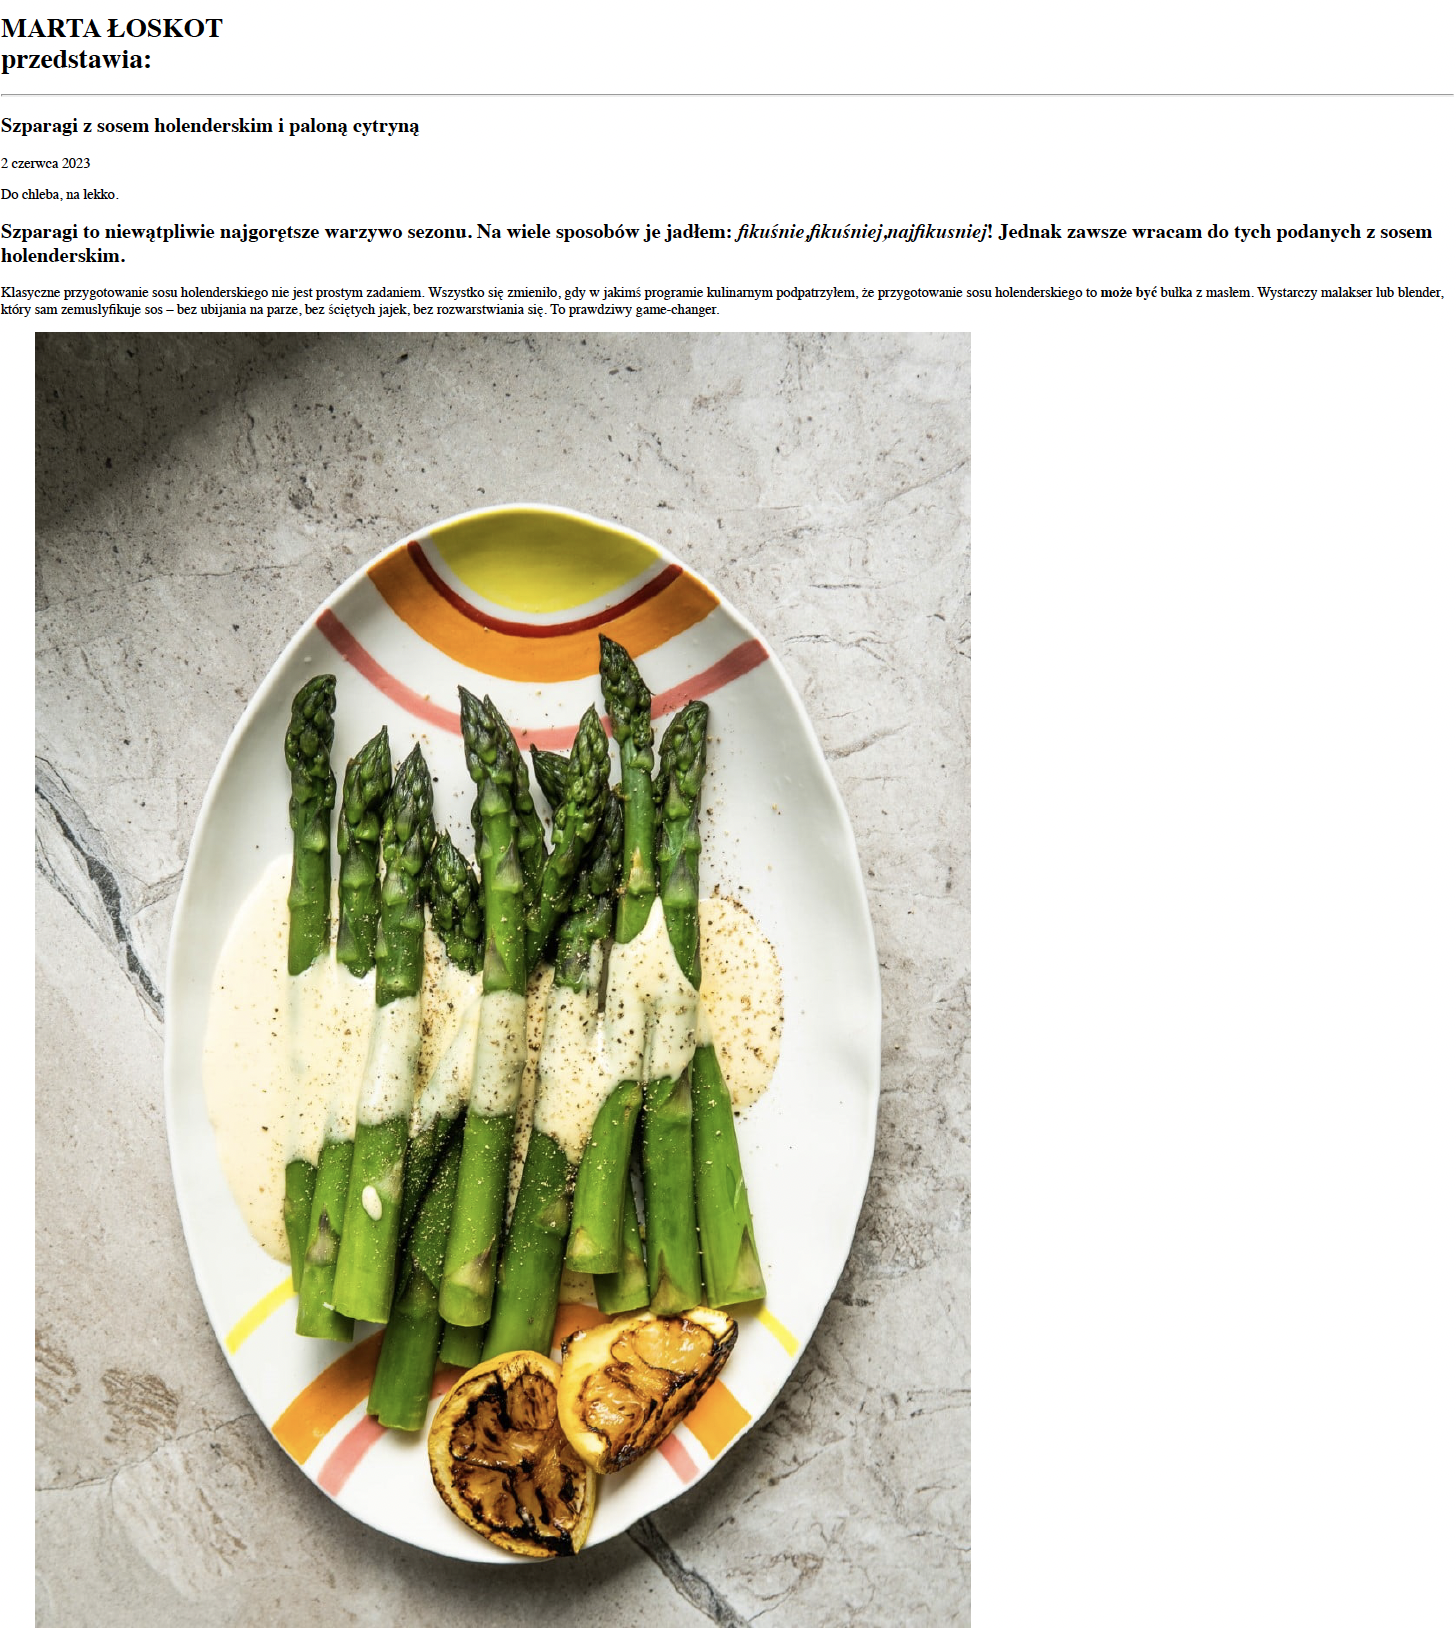 MARTA ŁOSKOT
przedstawia:
Szparagi z sosem holenderskim i paloną cytryną
2 czerwca 2023
Do chleba, na lekko.
Szparagi to niewątpliwie najgorętsze warzywo sezonu. Na wiele sposobów je jadłem: fikuśnie,fikuśniej,najfikusniej! Jednak zawsze wracam do tych podanych z sosem
holenderskim.
Klasyczne przygotowanie sosu holenderskiego nie jest prostym zadaniem. Wszystko się zmieniło, gdy w jakimś programie kulinarnym podpatrzyłem, że przygotowanie sosu holenderskiego to może być bułka z masłem. Wystarczy malakser lub blender,
który sam zemuslyfikuje sos – bez ubijania na parze, bez ściętych jajek, bez rozwarstwiania się. To prawdziwy game-changer.